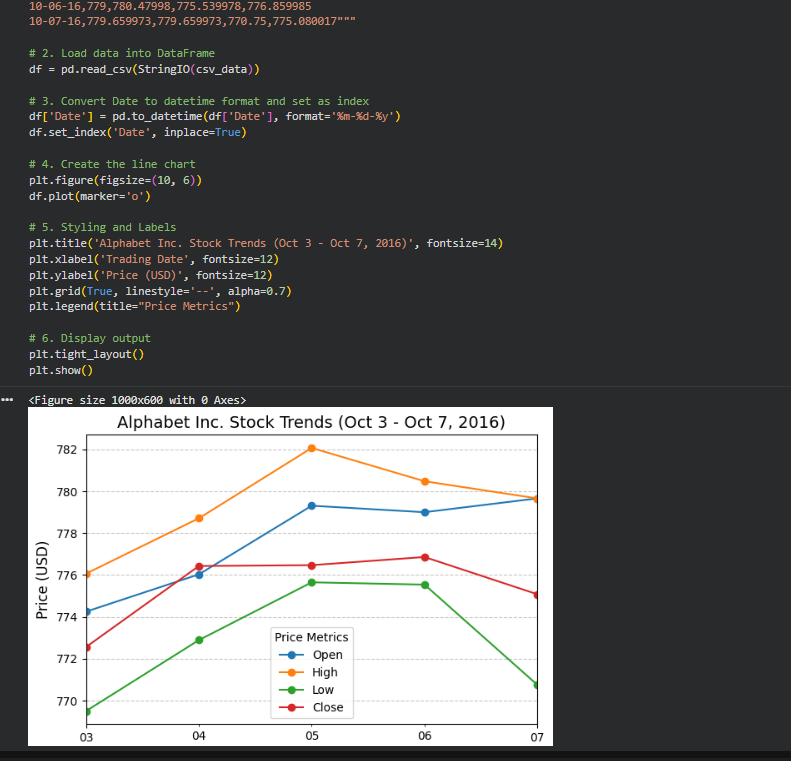 10-06-16,779,780.47998,775.539978,776.859985
10-07-16,779.659973,779.659973,770.75,775.080017"""
# 2. Load data into DataFrame
df = pd.read_csv(StringIO(csv_data))
# 3. Convert Date to datetime format and set as index
df['Date'] = pd.to_datetime(df['Date'], format='%m-%d-%y')
df.set_index('Date', inplace=True)
# 4. Create the line chart
plt.figure(figsize=(10, 6))
df.plot(marker='o')
# 5. Styling and Labels
plt.title('Alphabet Inc. Stock Trends (Oct 3 - Oct 7, 2016)', fontsize=14)
plt.xlabel('Trading Date', fontsize=12)
plt.ylabel('Price (USD)', fontsize=12)
plt.grid(True, linestyle='--', alpha=0.7)
plt.legend(title="Price Metrics")
# 6. Display output
plt.tight_layout()
plt.show()
<Figure size 1000x600 with 0 Axes>
Alphabet Inc. Stock Trends (Oct 3 - Oct 7, 2016)
782
780
778
776
774
772
770
Price (USD)
Price Metrics
Open
High
Low
Close
03 04 05 06 07